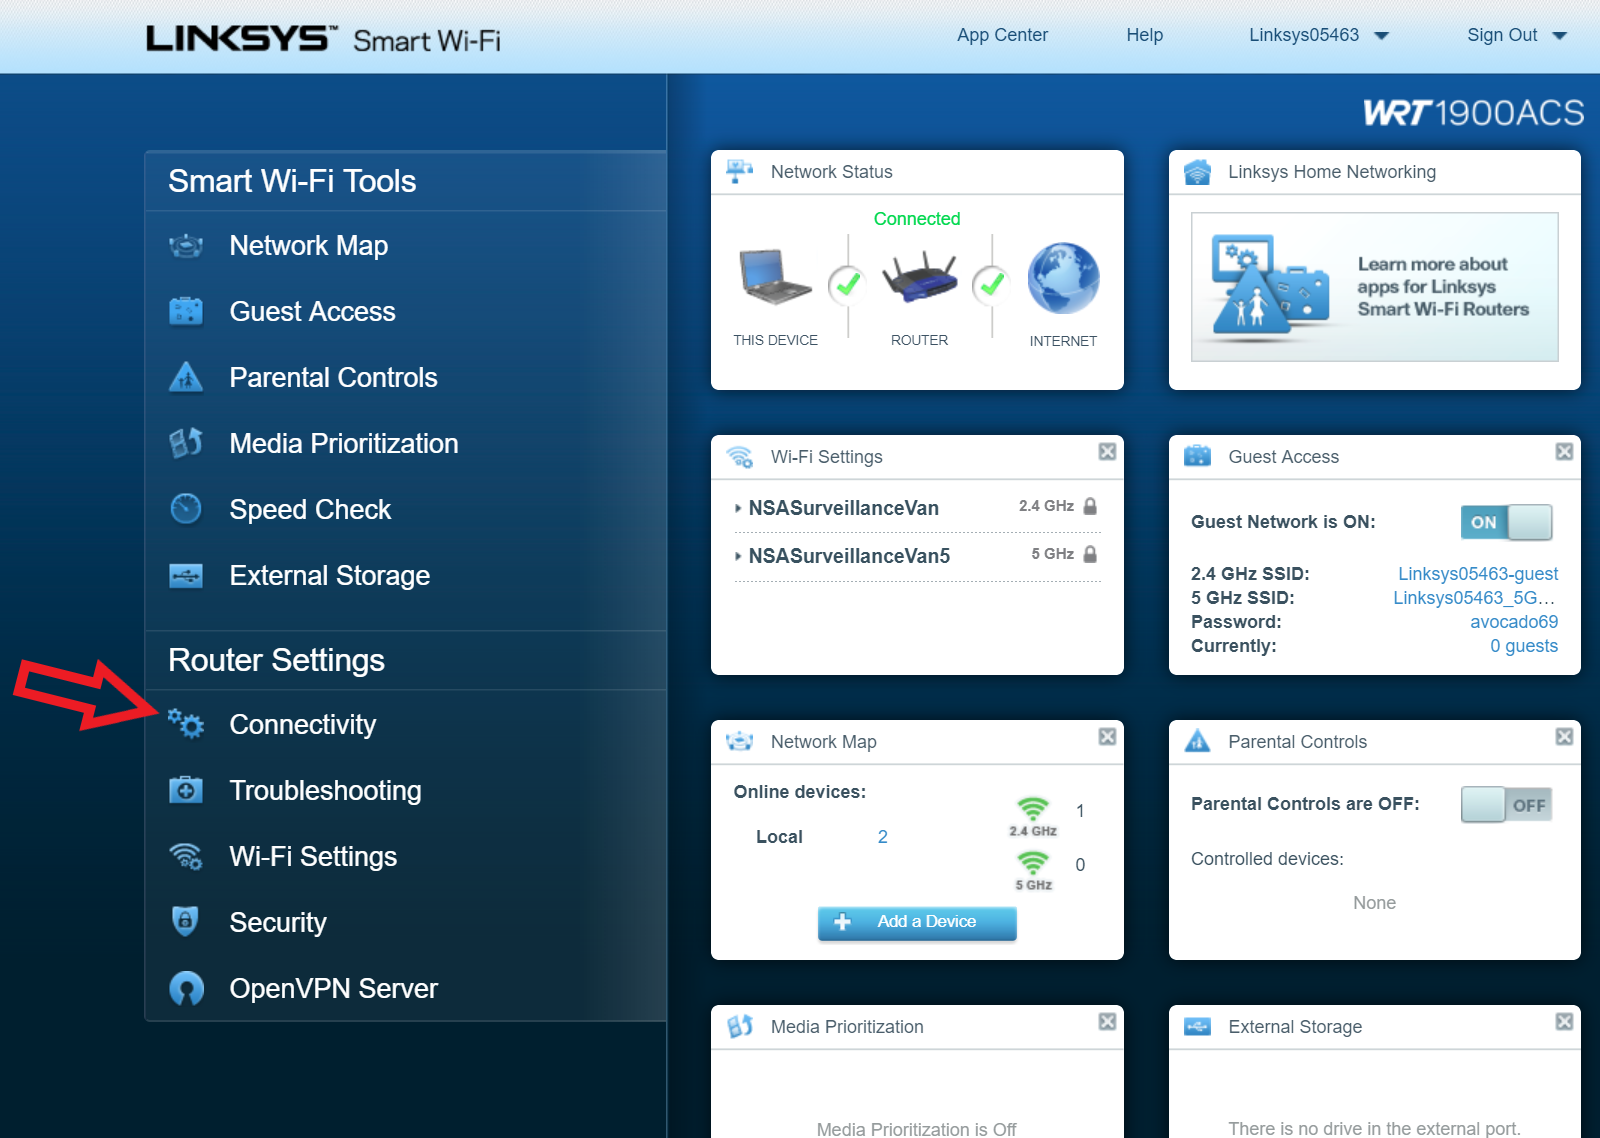 LINKSYS™ Smart Wi-Fi
App Center
Help
Linksys05463
Sign Out
WRT1900ACS
Smart Wi-Fi Tools
Network Map
Guest Access
Parental Controls
Media Prioritization
Speed Check
External Storage
Router Settings
Connectivity
Troubleshooting
Wi-Fi Settings
Security
OpenVPN Server
Network Status
Connected
THIS DEVICE
ROUTER
INTERNET
Linksys Home Networking
Learn more about
apps for Linksys
Smart Wi-Fi Routers
Wi-Fi Settings
NSASurveillanceVan 2.4 GHz
NSASurveillanceVan5 5 GHz
Guest Access
Guest Network is ON: ON
2.4 GHz SSID: Linksys05463-guest
5 GHz SSID: Linksys05463_5G...
Password: avocado69
Currently: 0 guests
Network Map
Online devices:
Local 2
2.4 GHz 1
5 GHz 0
Add a Device
Parental Controls
Parental Controls are OFF: OFF
Controlled devices:
None
Media Prioritization
Media Prioritization is Off
External Storage
There is no drive in the external port.